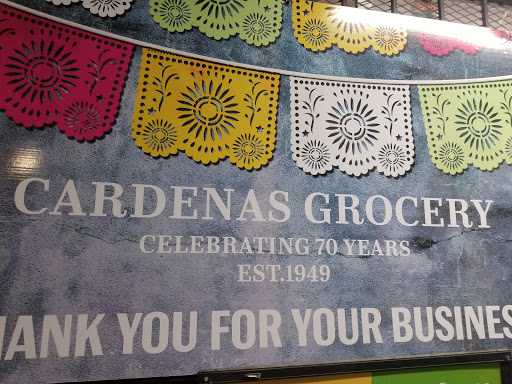 CARDENAS GROCERY
CELEBRATING 70 YEARS
EST.1949
HANK YOU FOR YOUR BUSINES